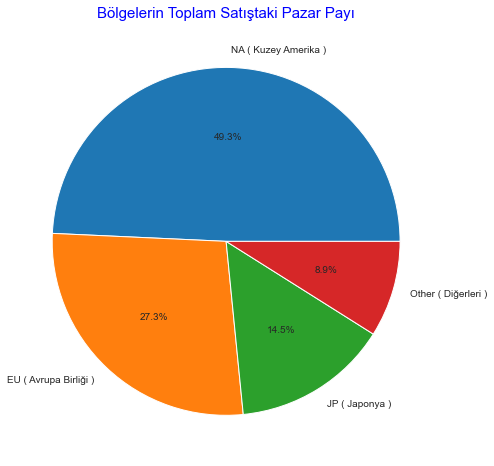 Bölgelerin Toplam Satıştaki Pazar Payı
NA ( Kuzey Amerika )
49.3%
8.9%
Other ( Diğerleri )
27.3%
14.5%
EU ( Avrupa Birliği )
JP ( Japonya )